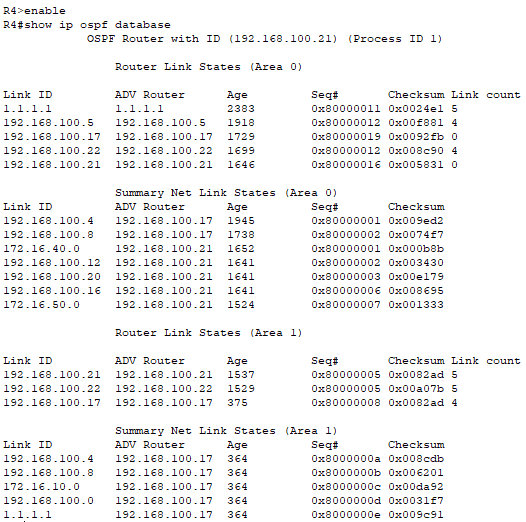 R4>enable
R4#show ip ospf database
OSPF Router with ID (192.168.100.21) (Process ID 1)
Router Link States (Area 0)
Link ID ADV Router Age Seq# Checksum Link count
1.1.1.1 1.1.1.1 2383 0x80000011 0x0024e1 5
192.168.100.5 192.168.100.5 1918 0x80000012 0x00f881 4
192.168.100.17 192.168.100.17 1729 0x80000019 0x0092fb 0
192.168.100.22 192.168.100.22 1699 0x80000012 0x008c90 4
192.168.100.21 192.168.100.21 1646 0x80000016 0x005831 0
Summary Net Link States (Area 0)
Link ID ADV Router Age Seq# Checksum
192.168.100.4 192.168.100.17 1945 0x80000001 0x009ed2
192.168.100.8 192.168.100.17 1738 0x80000002 0x0074f7
172.16.40.0 192.168.100.21 1652 0x80000001 0x000b8b
192.168.100.12 192.168.100.21 1641 0x80000002 0x003430
192.168.100.20 192.168.100.21 1641 0x80000003 0x00e179
192.168.100.16 192.168.100.21 1641 0x80000006 0x008695
172.16.50.0 192.168.100.21 1524 0x80000007 0x001333
Router Link States (Area 1)
Link ID ADV Router Age Seq# Checksum Link count
192.168.100.21 192.168.100.21 1537 0x80000005 0x0082ad 5
192.168.100.22 192.168.100.22 1529 0x80000005 0x00a07b 5
192.168.100.17 192.168.100.17 375 0x80000008 0x0082ad 4
Summary Net Link States (Area 1)
Link ID ADV Router Age Seq# Checksum
192.168.100.4 192.168.100.17 364 0x8000000a 0x008cdb
192.168.100.8 192.168.100.17 364 0x8000000b 0x006201
172.16.10.0 192.168.100.17 364 0x8000000c 0x00da92
192.168.100.0 192.168.100.17 364 0x8000000d 0x0031f7
1.1.1.1 192.168.100.17 364 0x8000000e 0x009c91